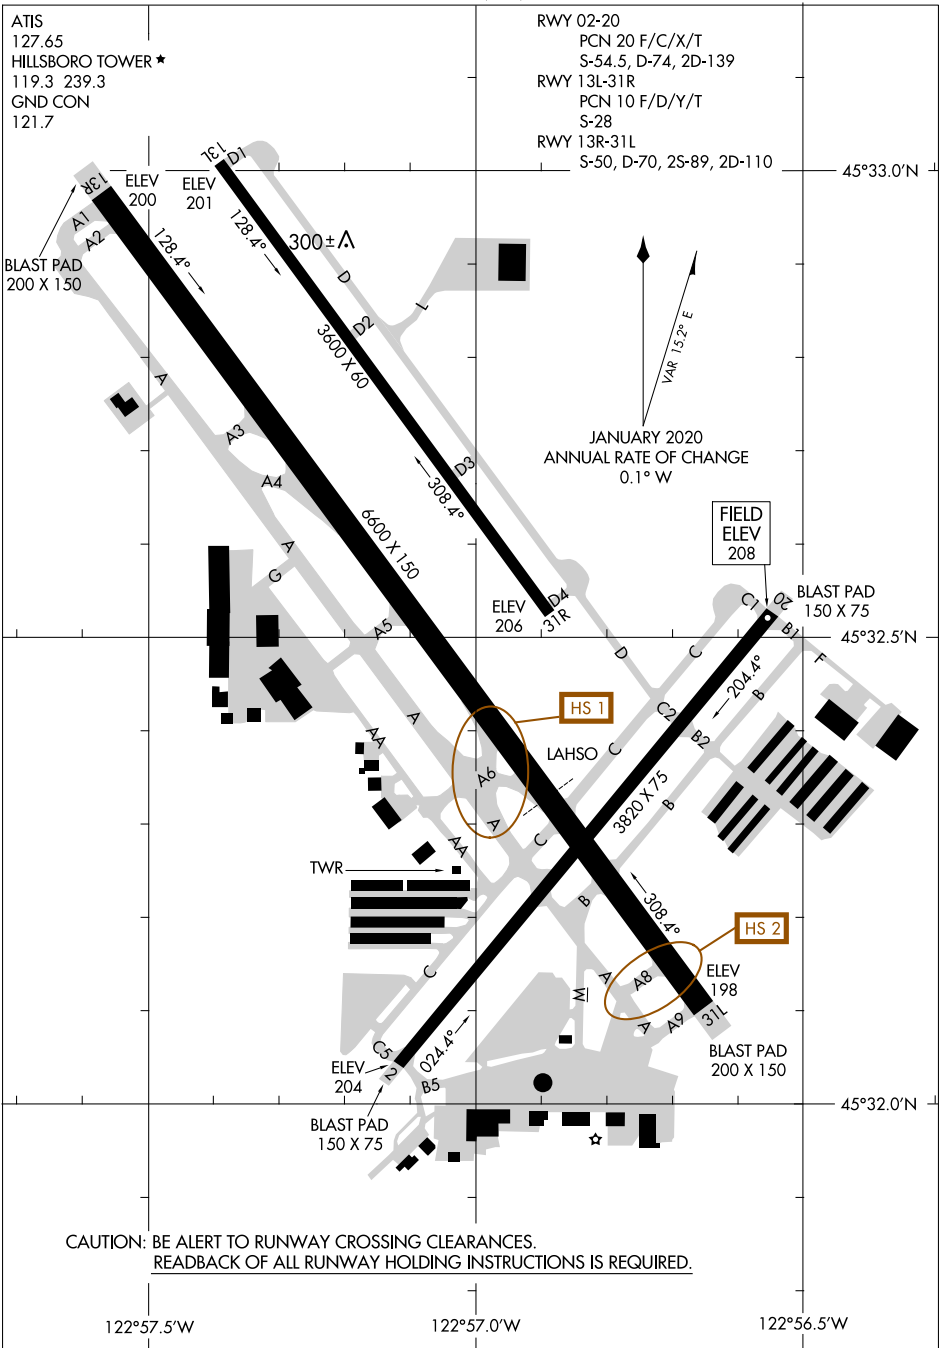 ATIS
127.65
HILLSBORO TOWER ★
119.3 239.3
GND CON
121.7
RWY 02-20
PCN 20 F/C/X/T
S-54.5, D-74, 2D-139
RWY 13L-31R
PCN 10 F/D/Y/T
S-28
RWY 13R-31L
S-50, D-70, 2S-89, 2D-110
45°33.0'N
13L
D1
13R
ELEV
200
ELEV
201
A1
A2
BLAST PAD
200 X 150
128.4°
128.4°
300±
D
L
D2
3600 X 60
VAR 15.2° E
JANUARY 2020
ANNUAL RATE OF CHANGE
0.1° W
A
A3
A4
D3
308.4°
6600 X 150
FIELD
ELEV
208
A
G
A5
ELEV
206
D4
31R
C1
20
BLAST PAD
150 X 75
B1
45°32.5'N
F
D
C
204.4°
B
HS 1
C2
B2
A
AA
C
LAHSO
A6
3820 X 75
B
A
AA
C
TWR
B
308.4°
HS 2
C
A
A8
ELEV
198
W
A
A9
31L
BLAST PAD
200 X 150
C5
2
024.4°
ELEV
204
B5
BLAST PAD
150 X 75
45°32.0'N
CAUTION: BE ALERT TO RUNWAY CROSSING CLEARANCES.
READBACK OF ALL RUNWAY HOLDING INSTRUCTIONS IS REQUIRED.
122°57.5'W
122°57.0'W
122°56.5'W